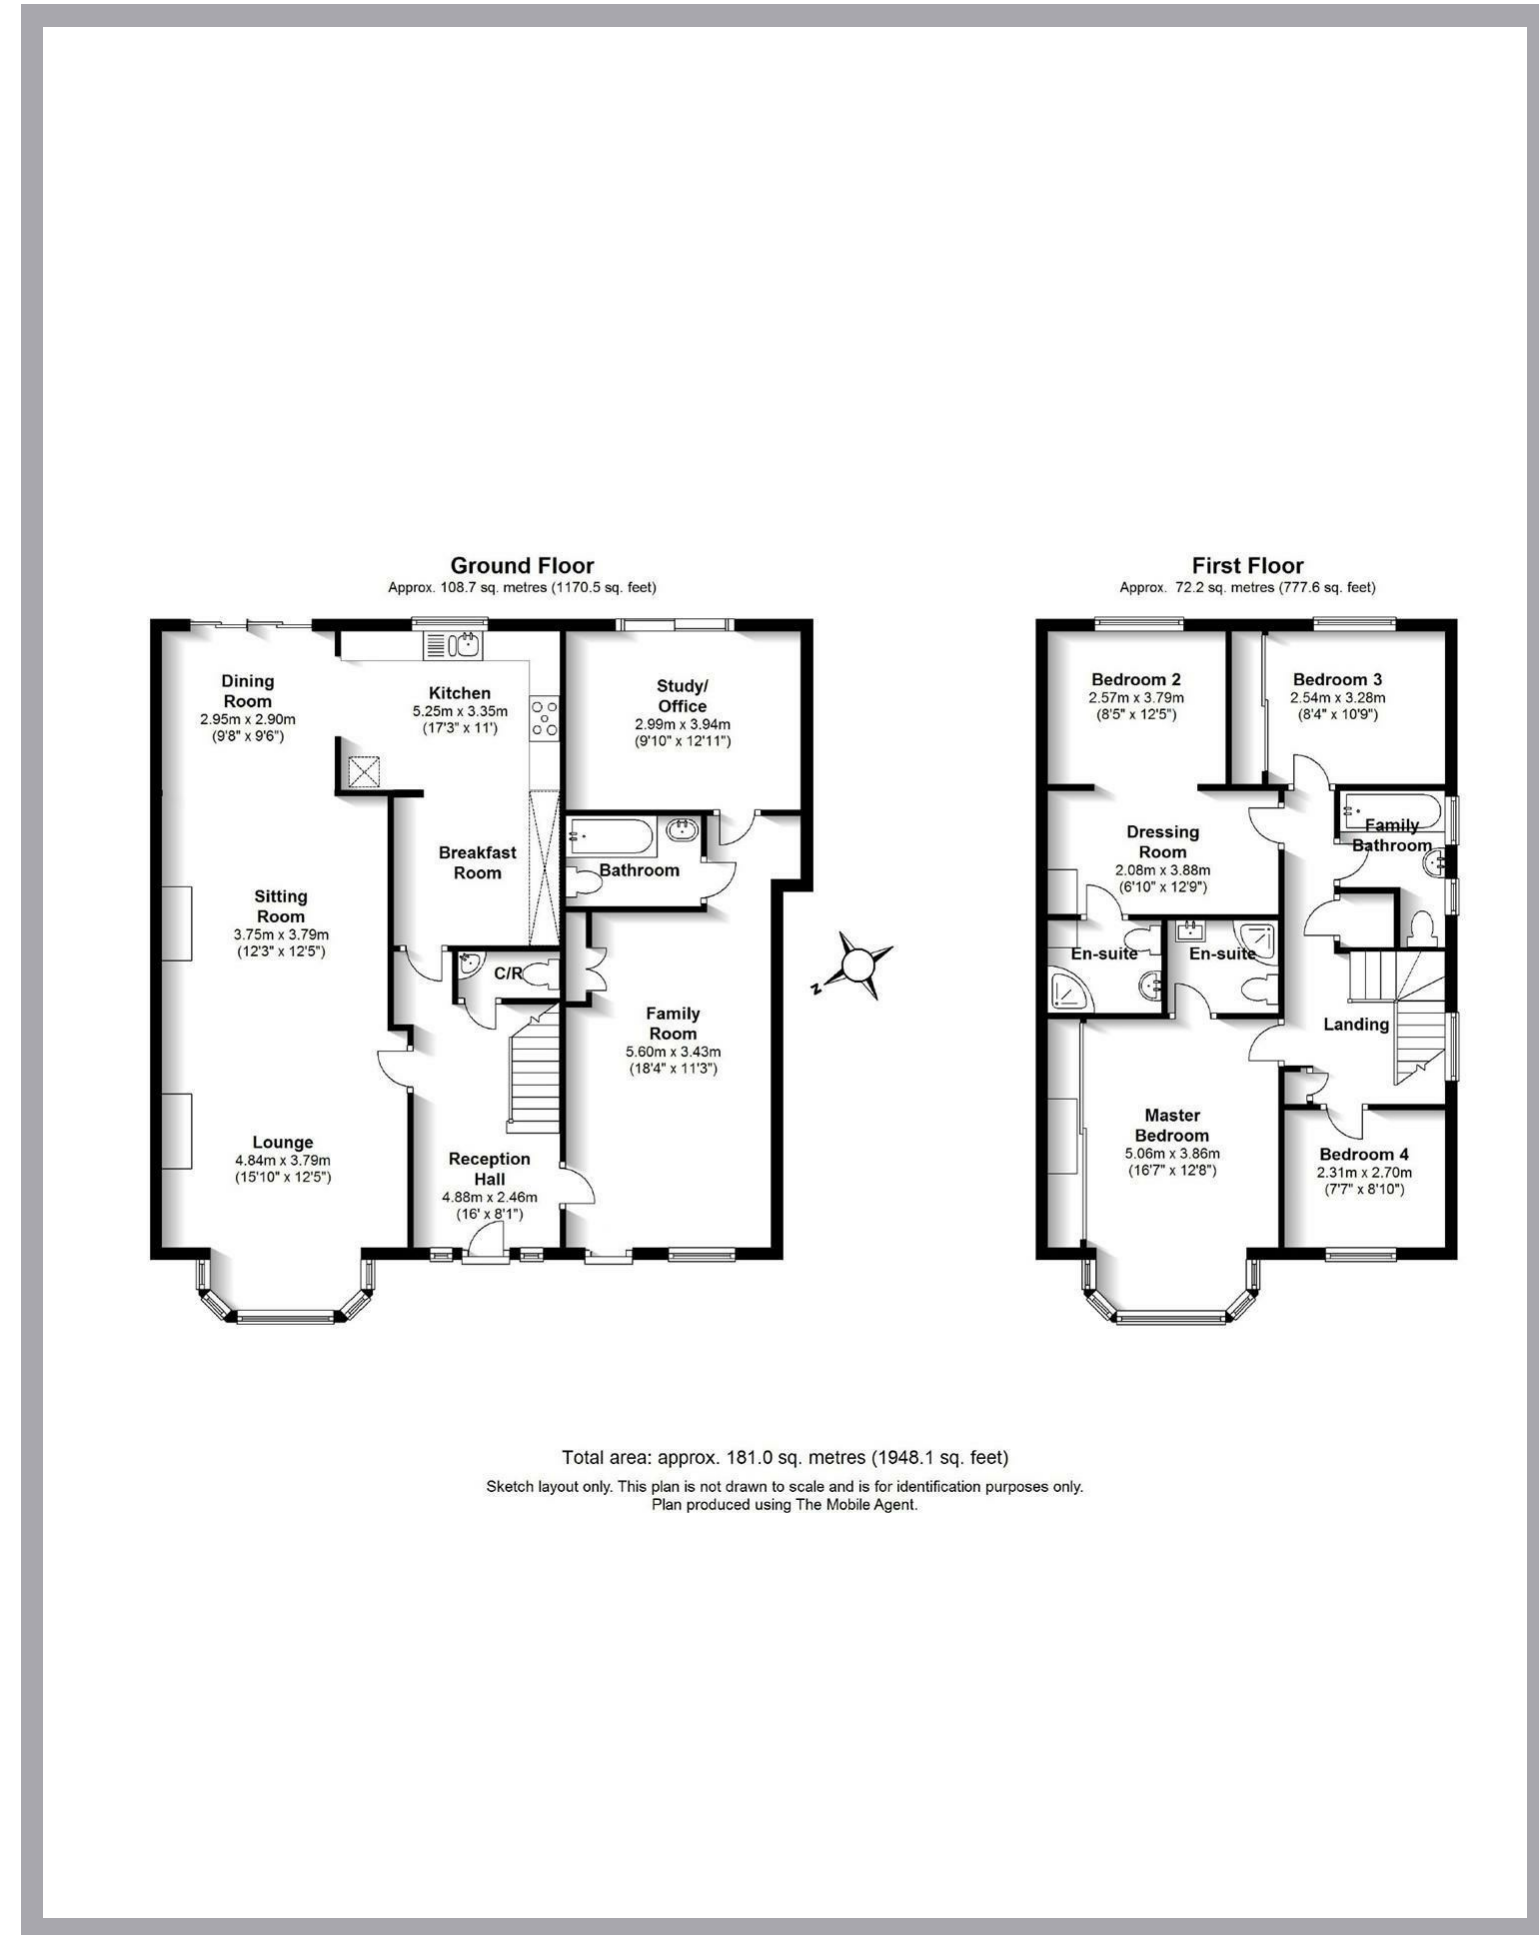 Ground Floor
Approx. 108.7 sq. metres (1170.5 sq. feet)
Dining
Room
2.95m x 2.90m
(9'8" x 9'6")
Kitchen
5.25m x 3.35m
(17'3" x 11')
Study/
Office
2.99m x 3.94m
(9'10" x 12'11")
Breakfast
Room
Bathroom
Sitting
Room
3.75m x 3.79m
(12'3" x 12'5")
C/R
Family
Room
5.60m x 3.43m
(18'4" x 11'3")
Lounge
4.84m x 3.79m
(15'10" x 12'5")
Reception
Hall
4.88m x 2.46m
(16' x 8'1")
N
First Floor
Approx. 72.2 sq. metres (777.6 sq. feet)
Bedroom 2
2.57m x 3.79m
(8'5" x 12'5")
Bedroom 3
2.54m x 3.28m
(8'4" x 10'9")
Dressing
Room
2.08m x 3.88m
(6'10" x 12'9")
Family
Bathroom
En-suite
En-suite
Landing
Master
Bedroom
5.06m x 3.86m
(16'7" x 12'8")
Bedroom 4
2.31m x 2.70m
(7'7" x 8'10")
Total area: approx. 181.0 sq. metres (1948.1 sq. feet)
Sketch layout only. This plan is not drawn to scale and is for identification purposes only.
Plan produced using The Mobile Agent.